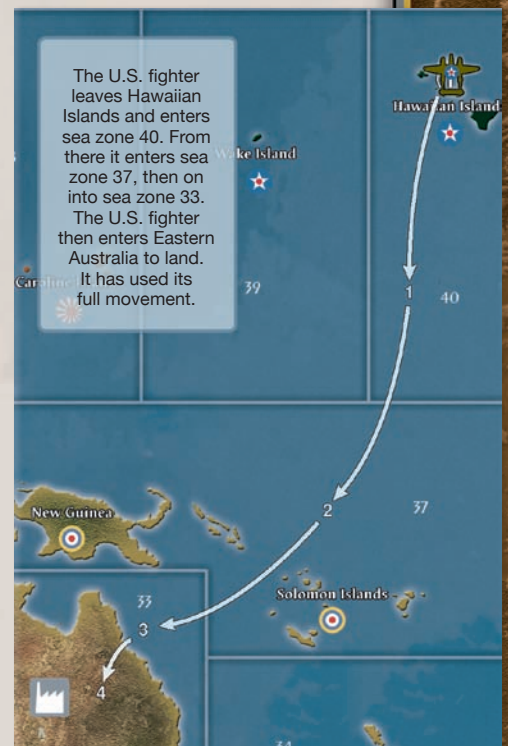 The U.S. fighter
leaves Hawaiian
Islands and enters
sea zone 40. From
there it enters sea
zone 37, then on
into sea zone 33.
The U.S. fighter
then enters Eastern
Australia to land.
It has used its
full movement.
Hawaiian Island
Wake Island
39
1
40
2
37
New Guinea
Solomon Islands
33
3
4